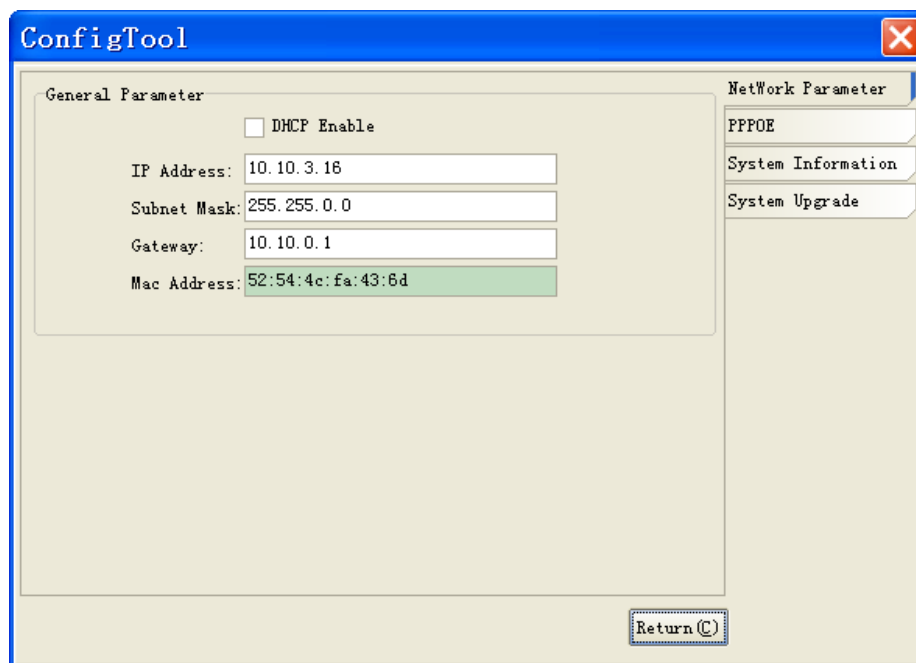 ConfigTool
General Parameter
DHCP Enable
IP Address: 10.10.3.16
Subnet Mask: 255.255.0.0
Gateway: 10.10.0.1
Mac Address: 52:54:4c:fa:43:6d
NetWork Parameter
PPPOE
System Information
System Upgrade
Return(C)